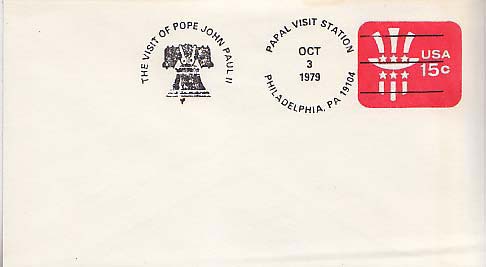 THE VISIT OF POPE JOHN PAUL II
PAPAL VISIT STATION
OCT
3
1979
PHILADELPHIA, PA 19104
USA
15c